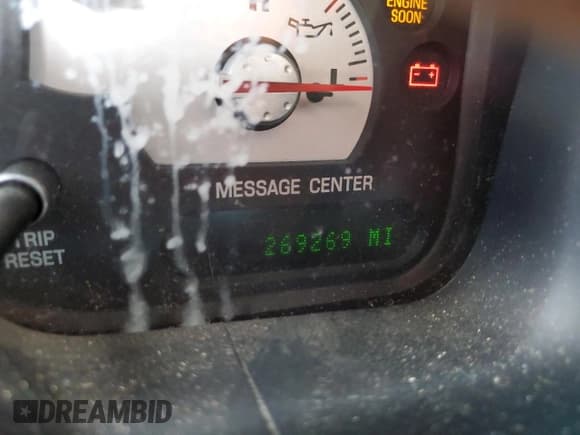 ENGINE
SOON
MESSAGE CENTER
TRIP
RESET
269269 MI
DREAMBID